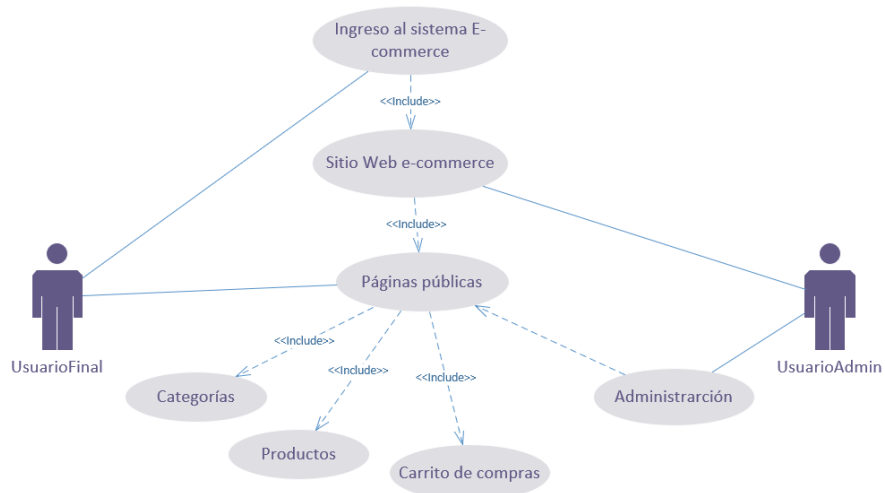 Ingreso al sistema E-
commerce
<<Include>>
Sitio Web e-commerce
<<Include>>
Páginas públicas
UsuarioFinal
UsuarioAdmin
<<Include>>
<<Include>>
<<Include>>
Categorías
Administrarción
Productos
Carrito de compras